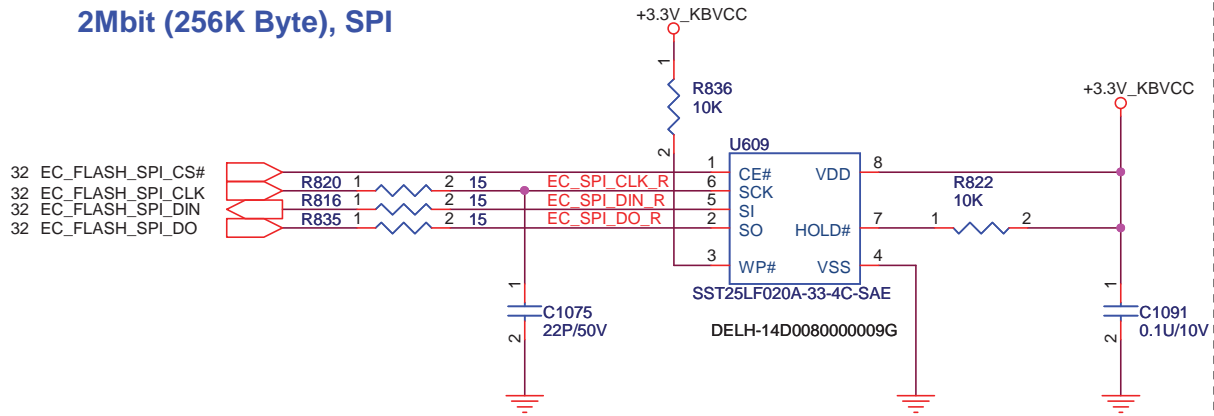 2Mbit (256K Byte), SPI
+3.3V_KBVCC
1
R836
10K
2
+3.3V_KBVCC
U609
32 EC_FLASH_SPI_CS#
1 CE# VDD 8
32 EC_FLASH_SPI_CLK R820 1 2 15 EC_SPI_CLK_R 6 SCK
R822
10K
32 EC_FLASH_SPI_DIN R816 1 2 15 EC_SPI_DIN_R 5 SI
32 EC_FLASH_SPI_DO R835 1 2 15 EC_SPI_DO_R 2 SO HOLD# 7 1 2
3 WP# VSS 4
SST25LF020A-33-4C-SAE
1
C1075
22P/50V
2
DELH-14D0080000009G
1
C1091
0.1U/10V
2